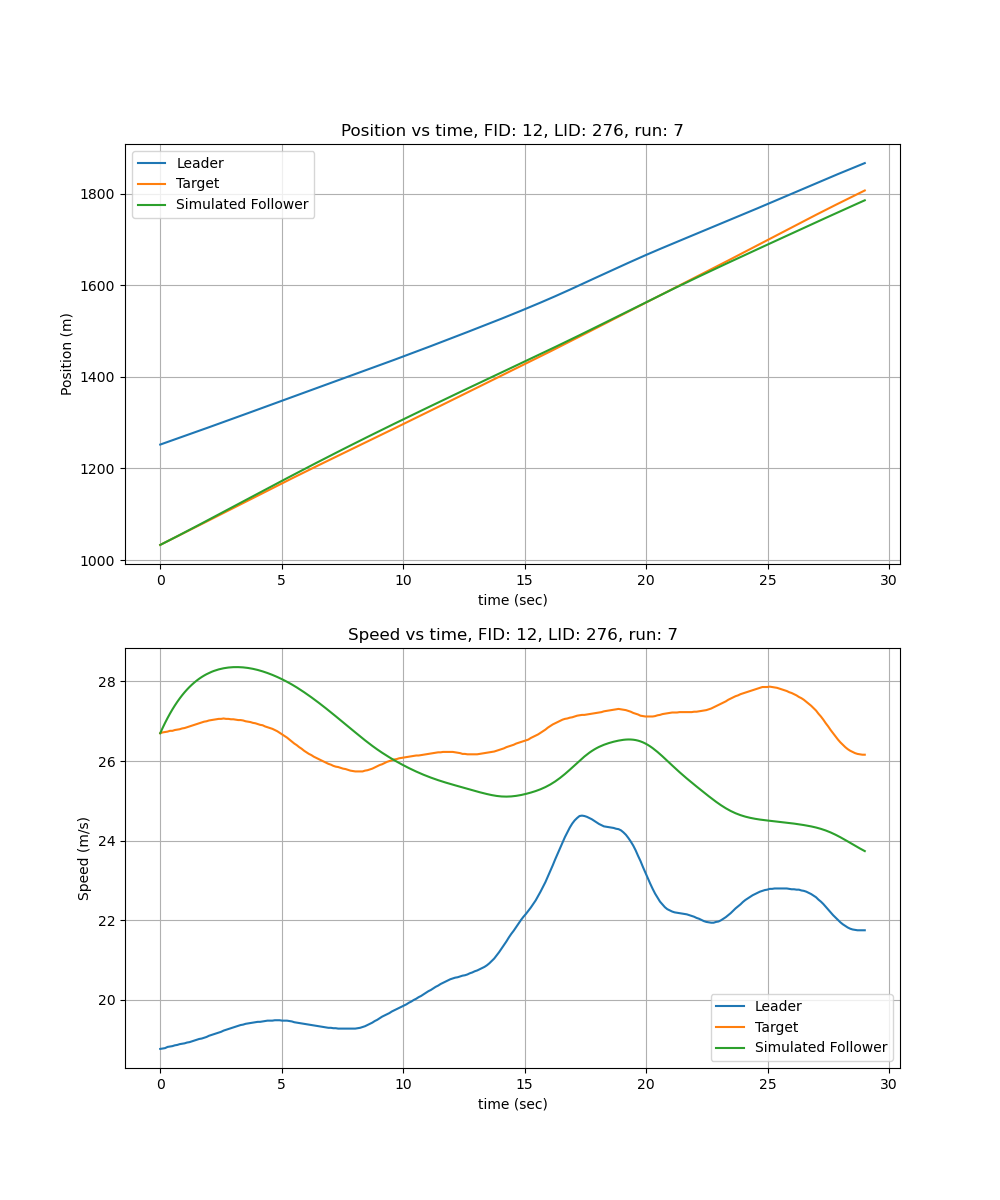 Position vs time, FID: 12, LID: 276, run: 7
Leader
Target
Simulated Follower
1800
1600
1400
1200
1000
Position (m)
0 5 10 15 20 25 30
time (sec)
Speed vs time, FID: 12, LID: 276, run: 7
28
26
24
22
20
Speed (m/s)
Leader
Target
Simulated Follower
0 5 10 15 20 25 30
time (sec)